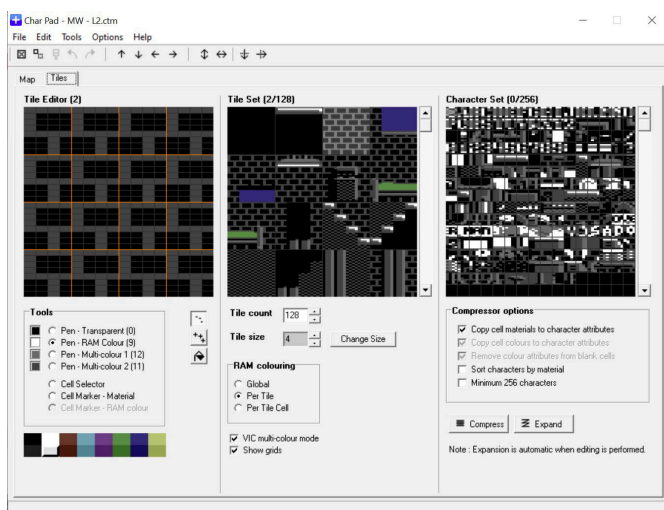 Char Pad - MW - L2.ctm
File Edit Tools Options Help
Map Tiles
Tile Editor (2)
Tile Set (2/128)
Character Set (0/256)
Tools
Pen - Transparent (0)
Pen - RAM Colour (9)
Pen - Multi-colour 1 (12)
Pen - Multi-colour 2 (11)
Cell Selector
Cell Marker - Material
Cell Marker - RAM colour
Tile count 128
Tile size 4 Change Size
RAM colouring
Global
Per Tile
Per Tile Cell
VIC multi-colour mode
Show grids
Compressor options
Copy cell materials to character attributes
Copy cell colours to character attributes
Remove colour attributes from blank cells
Sort characters by material
Minimum 256 characters
Compress Expand
Note : Expansion is automatic when editing is performed.